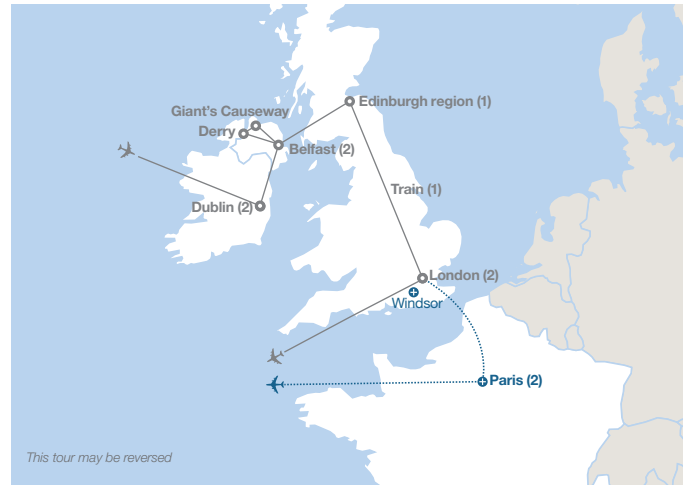 Edinburgh region (1)
Giant's Causeway
Derry
Belfast (2)
Train (1)
Dublin (2)
London (2)
Windsor
Paris (2)
This tour may be reversed